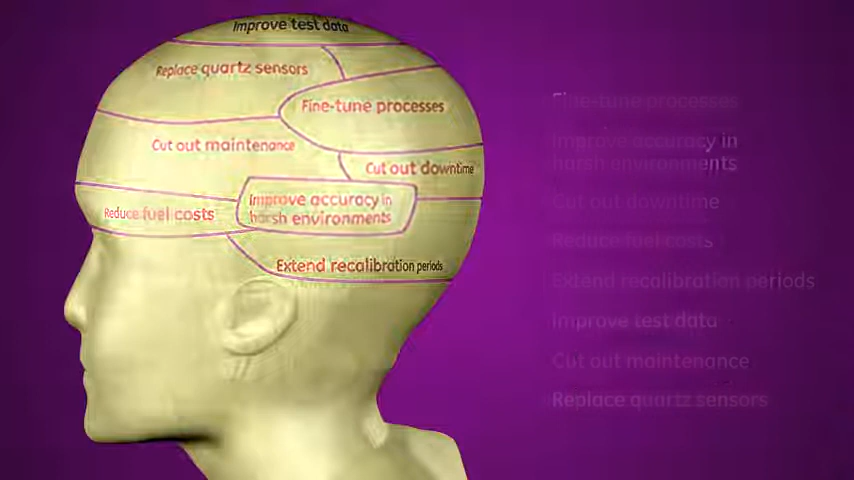 Improve test data
Replace quartz sensors
Fine-tune processes
Cut out maintenance
Cut out downtime
Improve accuracy in
harsh environments
Reduce fuel costs
Extend recalibration periods
Fine-tune processes
Improve accuracy in
harsh environments
Cut out downtime
Reduce fuel costs
Extend recalibration periods
Improve test data
Cut out maintenance
Replace quartz sensors